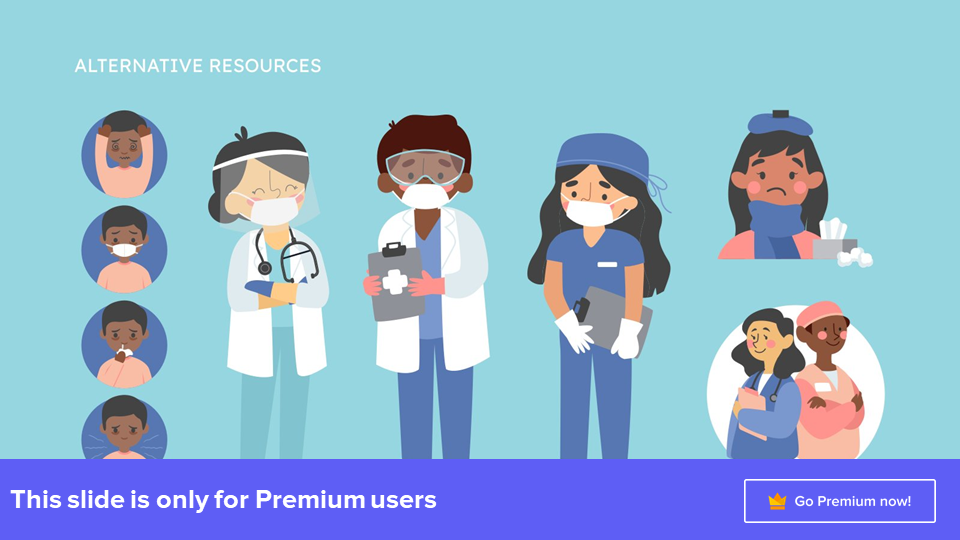 ALTERNATIVE RESOURCES
This slide is only for Premium users
Go Premium now!